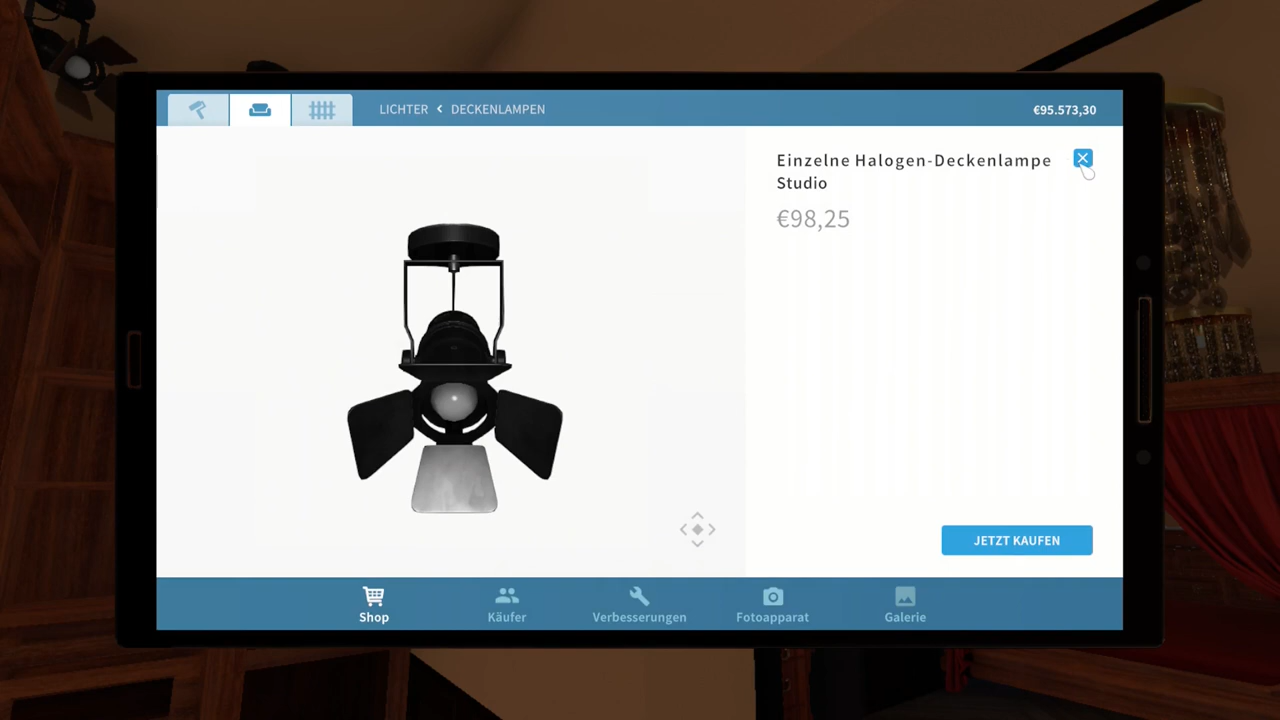 LICHTER < DECKENLAMPEN
€95.573,30
Einzelne Halogen-Deckenlampe
Studio
€98,25
JETZT KAUFEN
Shop
Käufer
Verbesserungen
Fotoapparat
Galerie